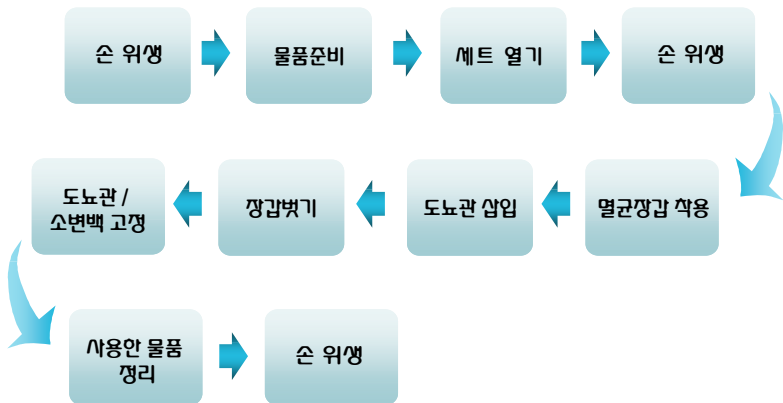 손 위생
물품준비
세트 열기
손 위생
멸균장갑 착용
도뇨관 삽입
장갑벗기
도뇨관 /
소변백 고정
사용한 물품
정리
손 위생